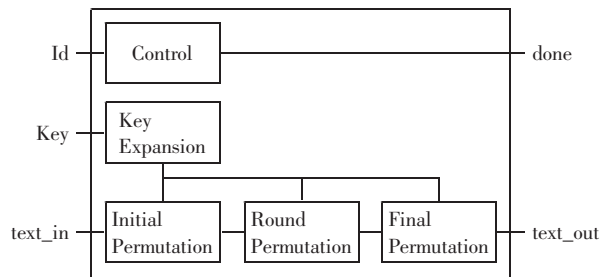 Id
Control
done
Key
Key
Expansion
text_in
Initial
Permutation
Round
Permutation
Final
Permutation
text_out